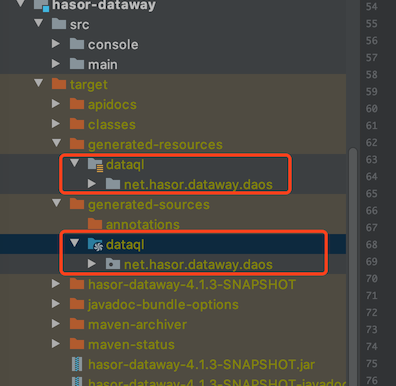 hasor-dataway
src
console
main
target
apidocs
classes
generated-resources
dataql
net.hasor.dataway.daos
generated-sources
annotations
dataql
net.hasor.dataway.daos
hasor-dataway-4.1.3-SNAPSHOT
javadoc-bundle-options
maven-archiver
maven-status
hasor-dataway-4.1.3-SNAPSHOT.jar
hasor-dataway-4.1.3-SNAPSHOT-javadoc
54
55
56
57
58
59
60
61
62
63
64
65
66
67
68
69
70
71
72
73
74
75
76